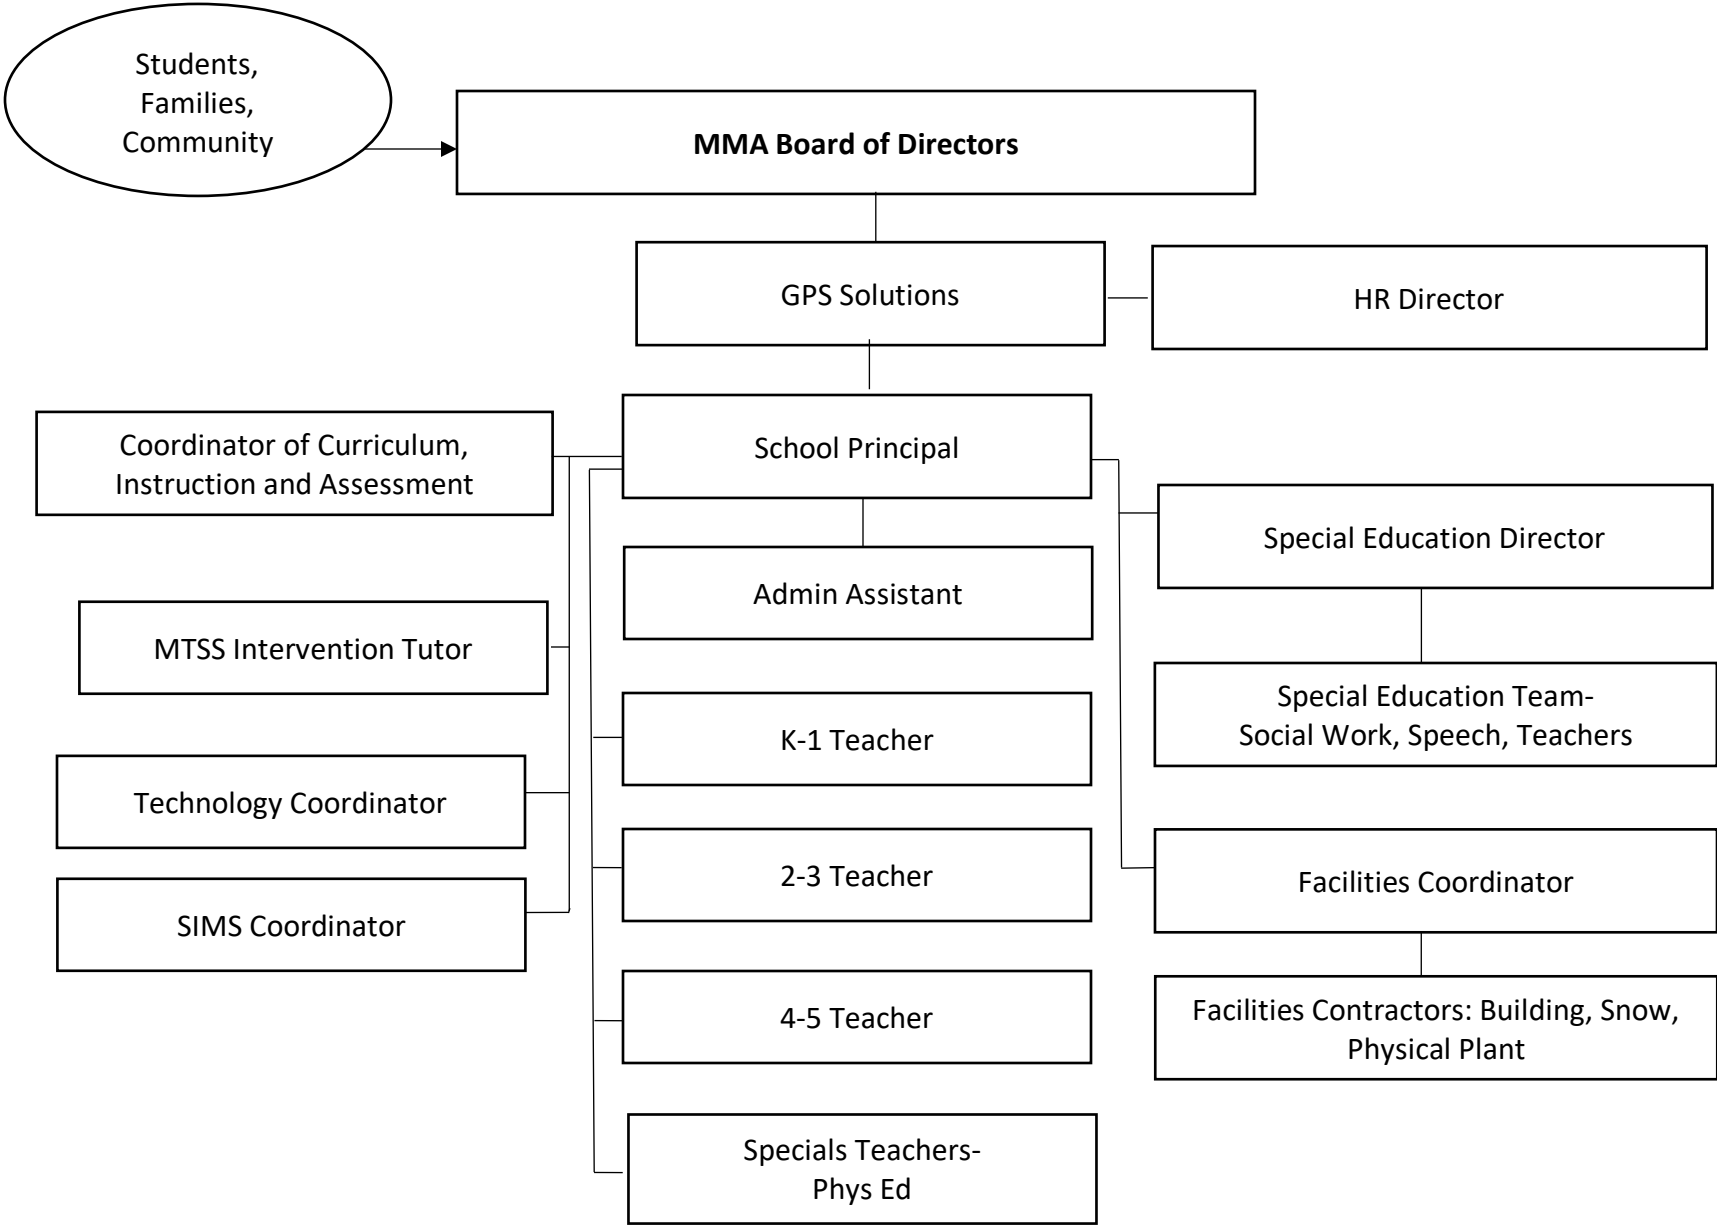 Students,
Families,
Community
MMA Board of Directors
GPS Solutions
HR Director
Coordinator of Curriculum,
Instruction and Assessment
School Principal
Special Education Director
Admin Assistant
MTSS Intervention Tutor
Special Education Team-
Social Work, Speech, Teachers
K-1 Teacher
Technology Coordinator
2-3 Teacher
Facilities Coordinator
SIMS Coordinator
4-5 Teacher
Facilities Contractors: Building, Snow,
Physical Plant
Specials Teachers-
Phys Ed